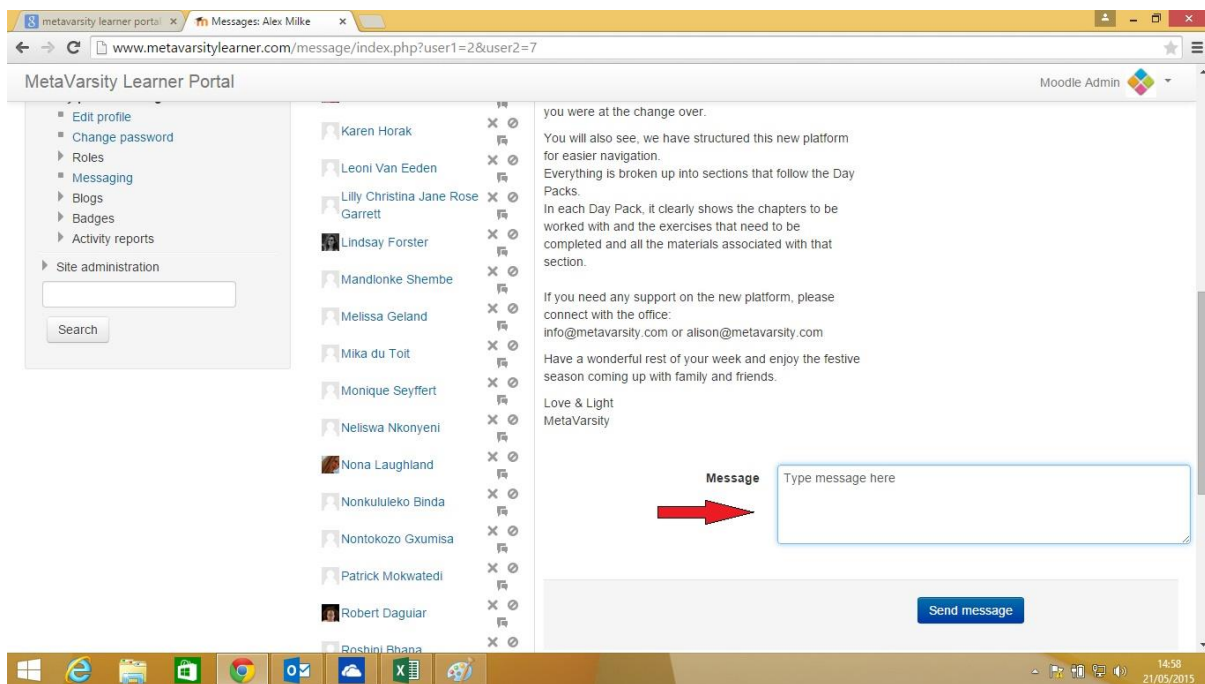 metavarsity learner portal
Messages: Alex Milke
www.metavarsitylearner.com/message/index.php?user1=2&user2=7
MetaVarsity Learner Portal
Moodle Admin
Edit profile
Change password
Roles
Messaging
Blogs
Badges
Activity reports
Site administration
Search
Karen Horak
Leoni Van Eeden
Lilly Christina Jane Rose
Garrett
Lindsay Forster
Mandlonke Shembe
Melissa Geland
Mika du Toit
Monique Seyffert
Neliswa Nkonyeni
Nona Laughland
Nonkululeko Binda
Nontokozo Gxumisa
Patrick Mokwatedi
Robert Daguiar
Roshini Bhana
you were at the change over.
You will also see, we have structured this new platform
for easier navigation.
Everything is broken up into sections that follow the Day
Packs.
In each Day Pack, it clearly shows the chapters to be
worked with and the exercises that need to be
completed and all the materials associated with that
section.
If you need any support on the new platform, please
connect with the office:
info@metavarsity.com or alison@metavarsity.com
Have a wonderful rest of your week and enjoy the festive
season coming up with family and friends.
Love & Light
MetaVarsity
Message
Type message here
Send message
14:58
21/05/2015